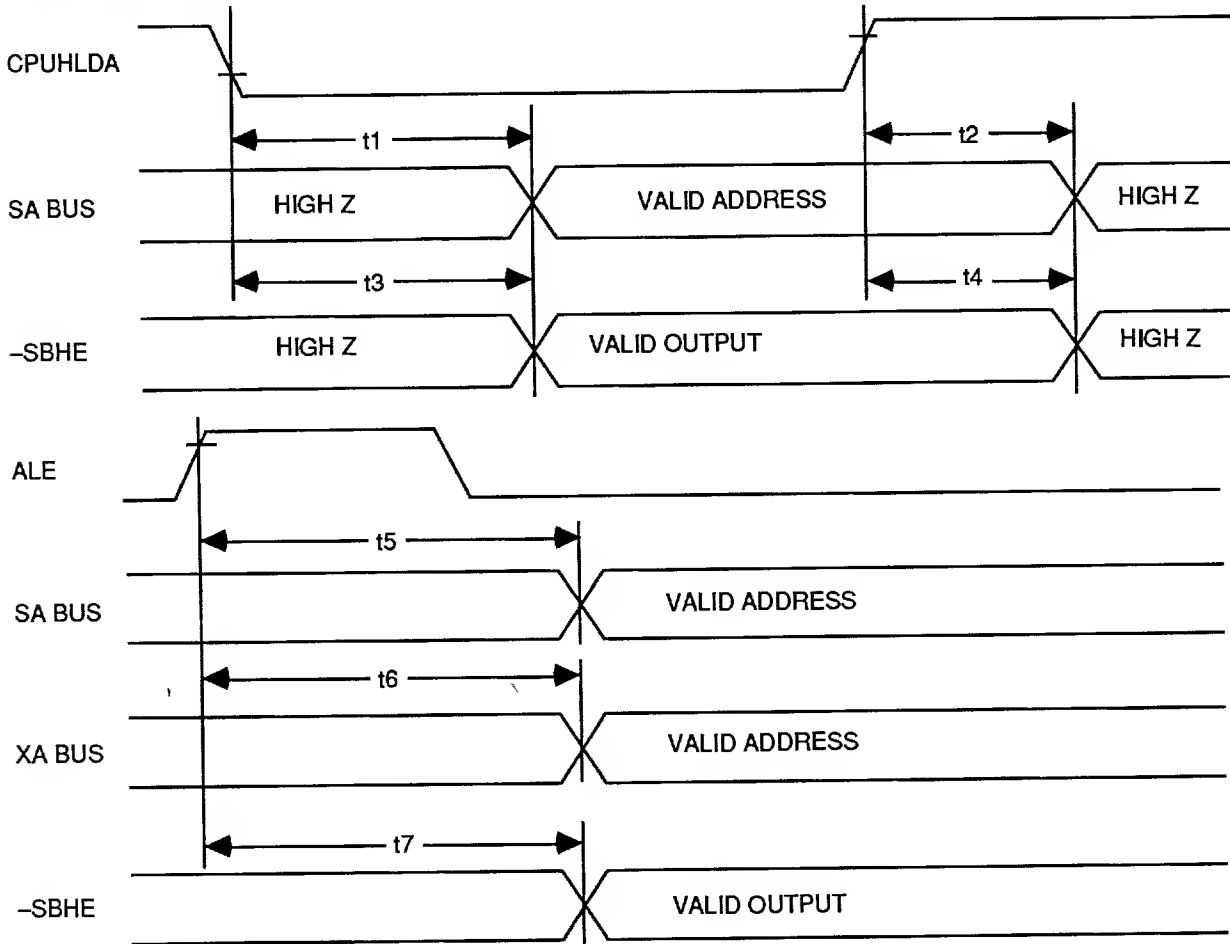 CPUHLDA
t1
t2
SA BUS
HIGH Z
VALID ADDRESS
HIGH Z
t3
t4
–SBHE
HIGH Z
VALID OUTPUT
HIGH Z
ALE
t5
SA BUS
VALID ADDRESS
t6
XA BUS
VALID ADDRESS
t7
–SBHE
VALID OUTPUT